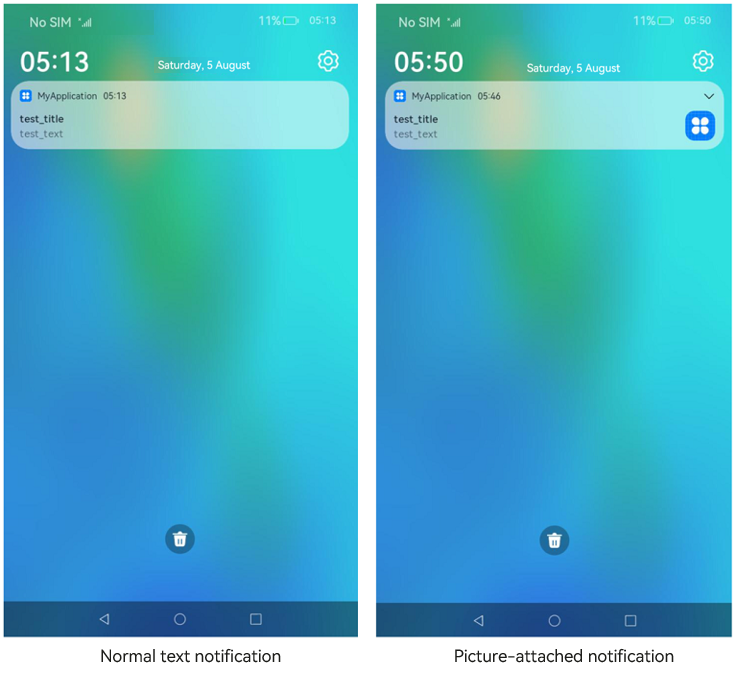 No SIM 11% 05:13
05:13 Saturday, 5 August
MyApplication 05:13
test_title
test_text
Normal text notification
No SIM 11% 05:50
05:50 Saturday, 5 August
MyApplication 05:46
test_title
test_text
Picture-attached notification